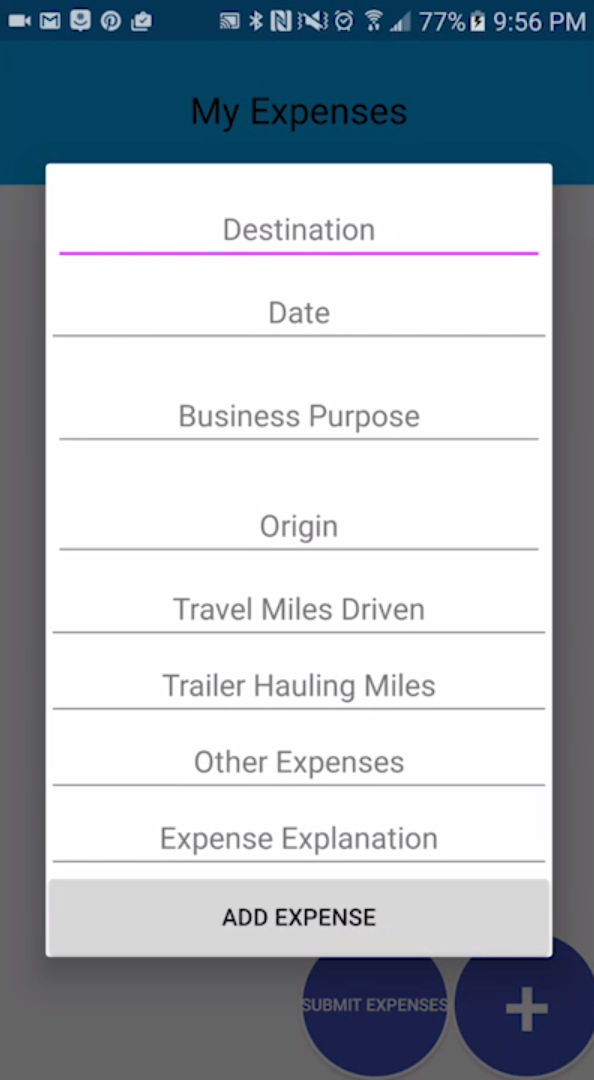 77% 9:56 PM
My Expenses
Destination
Date
Business Purpose
Origin
Travel Miles Driven
Trailer Hauling Miles
Other Expenses
Expense Explanation
ADD EXPENSE
SUBMIT EXPENSES +